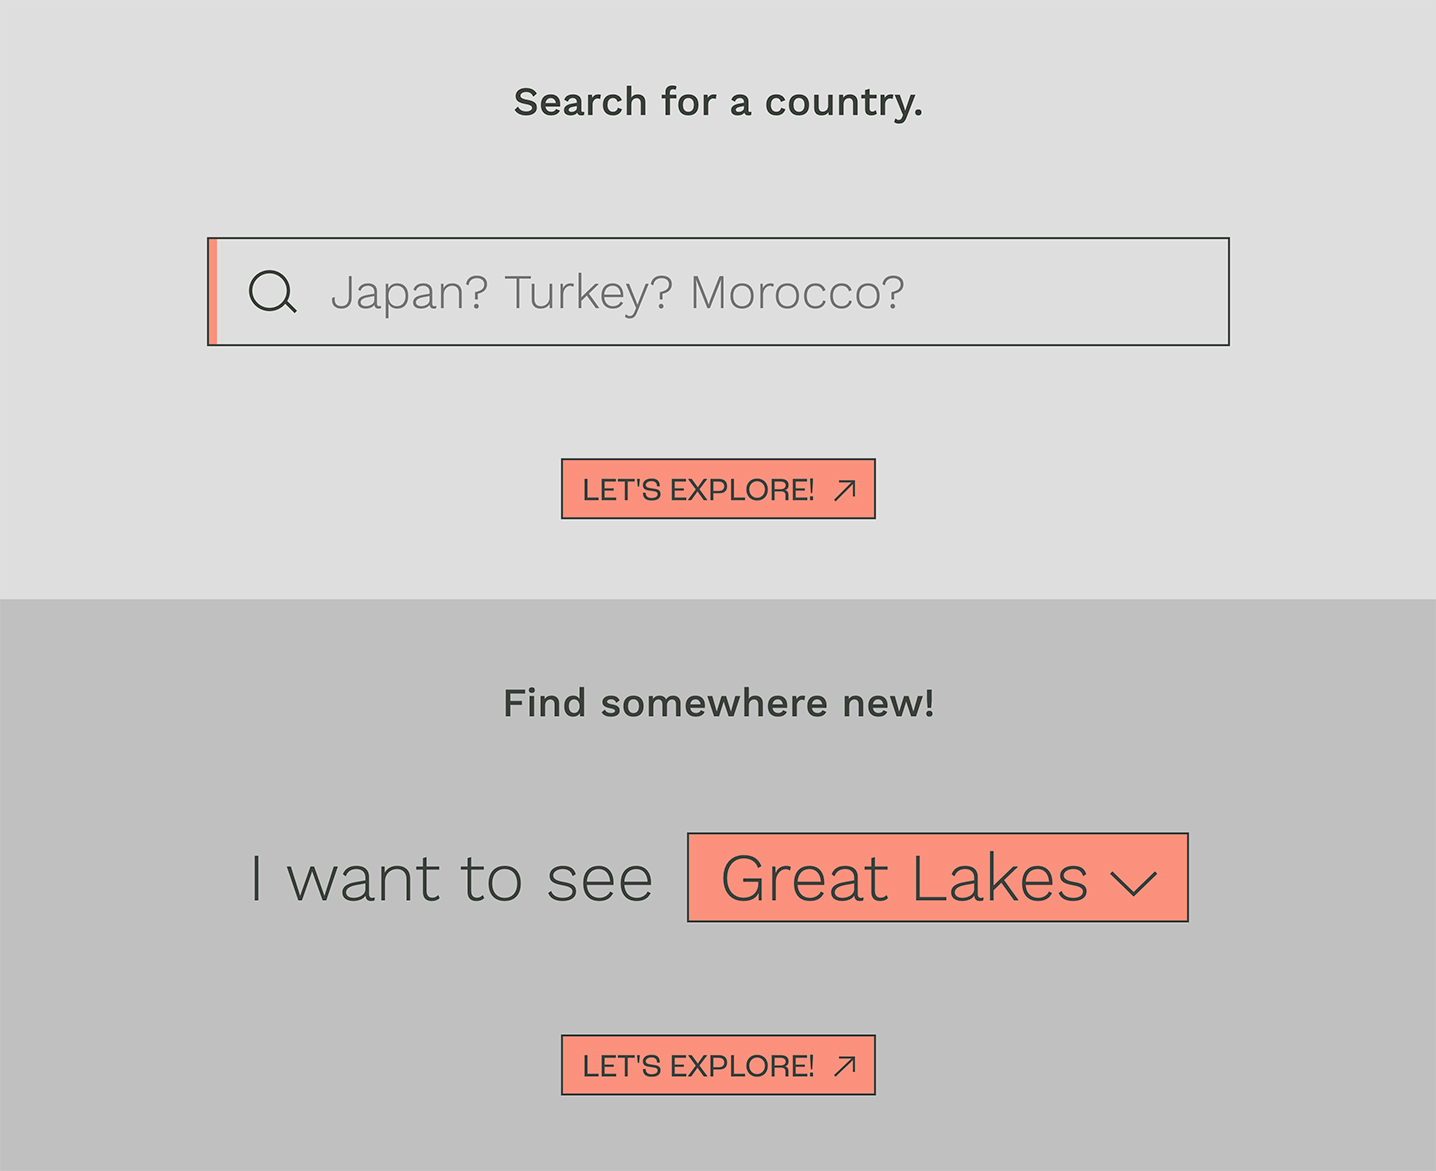 Search for a country.
Japan? Turkey? Morocco?
LET'S EXPLORE!
Find somewhere new!
I want to see Great Lakes
LET'S EXPLORE!